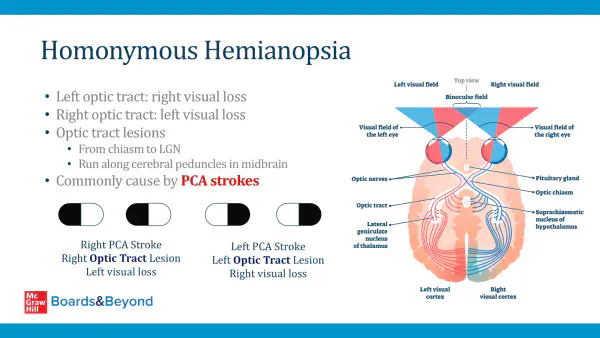 Homonymous Hemianopsia
• Left optic tract: right visual loss
• Right optic tract: left visual loss
• Optic tract lesions
• From chiasm to LGN
• Run along cerebral peduncles in midbrain
• Commonly cause by PCA strokes
Right PCA Stroke
Right Optic Tract Lesion
Left visual loss
Left PCA Stroke
Left Optic Tract Lesion
Right visual loss
Mc
Graw
Hill
Boards&Beyond
Top view
Left visual field
Right visual field
Binocular field
Visual field of
the left eye
Visual field of
the right eye
Optic nerves
Pituitary gland
Optic chiasm
Optic tract
Suprachiasmatic
nucleus of
hypothalamus
Lateral
geniculate
nucleus
of thalamus
Left visual
cortex
Right
visual cortex